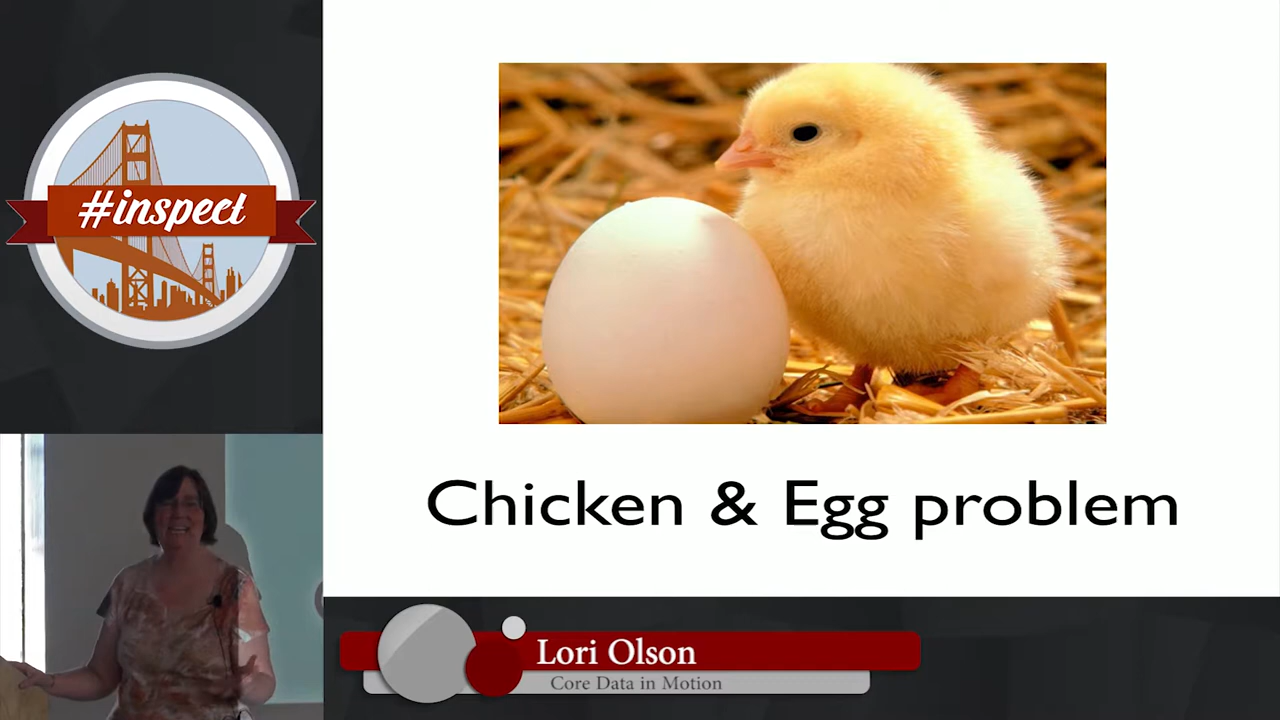 #inspect
Chicken & Egg problem
Lori Olson
Core Data in Motion